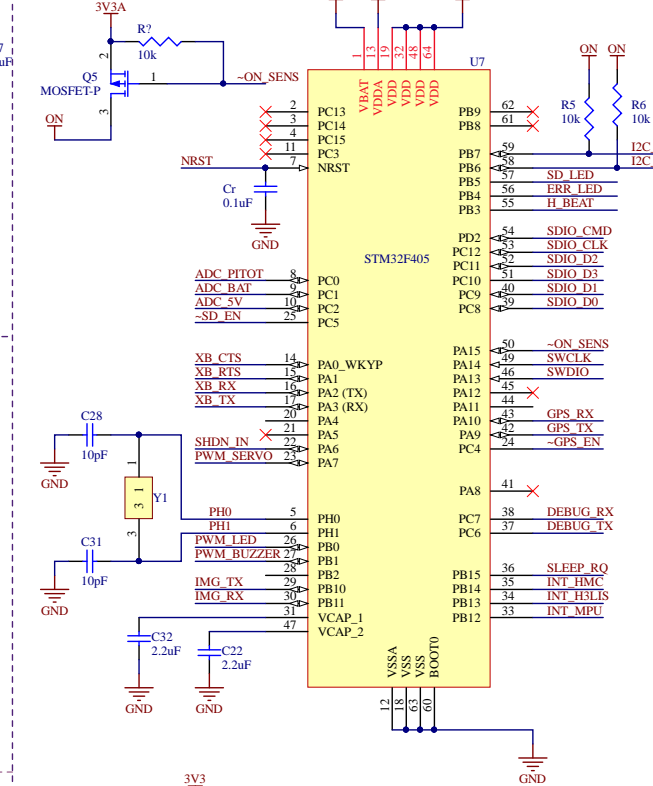 3V3A
R?
10k
2
Q5
MOSFET-P
1
~ON_SENS
3
ON
U7
STM32F405
1 VBAT
13 VDDA
19 VDD
32 VDD
48 VDD
64 VDD
2 PC13
3 PC14
4 PC15
11 PC3
NRST 7 NRST
Cr
0.1uF
GND
ADC_PITOT 8 PC0
ADC_BAT 9 PC1
ADC_5V 10 PC2
~SD_EN 25 PC5
XB_CTS 14 PA0_WKYP
XB_RTS 15 PA1
XB_RX 16 PA2 (TX)
XB_TX 17 PA3 (RX)
20 PA4
21 PA5
SHDN_IN 22 PA6
PWM_SERVO 23 PA7
C28
10pF
GND
1
3 1 Y1
3
C31
10pF
GND
PH0 5 PH0
PH1 6 PH1
PWM_LED 26 PB0
PWM_BUZZER 27 PB1
28 PB2
IMG_TX 29 PB10
IMG_RX 30 PB11
31 VCAP_1
47 VCAP_2
C32
2.2uF
GND
C22
2.2uF
GND
PB9 62
PB8 61
ON
ON
R5
10k
R6
10k
PB7 59 I2C_
PB6 58 I2C_
PB5 57 SD_LED
PB4 56 ERR_LED
PB3 55 H_BEAT
PD2 54 SDIO_CMD
PC12 53 SDIO_CLK
PC11 52 SDIO_D2
PC10 51 SDIO_D3
PC9 40 SDIO_D1
PC8 39 SDIO_D0
PA15 50 ~ON_SENS
PA14 49 SWCLK
PA13 46 SWDIO
PA12 45
PA11 44
PA10 43 GPS_RX
PA9 42 GPS_TX
PC4 24 ~GPS_EN
PA8 41
PC7 38 DEBUG_RX
PC6 37 DEBUG_TX
PB15 36 SLEEP_RQ
PB14 35 INT_HMC
PB13 34 INT_H3LIS
PB12 33 INT_MPU
VSSA 12
VSS 18
VSS 63
BOOT0 60
GND
3V3